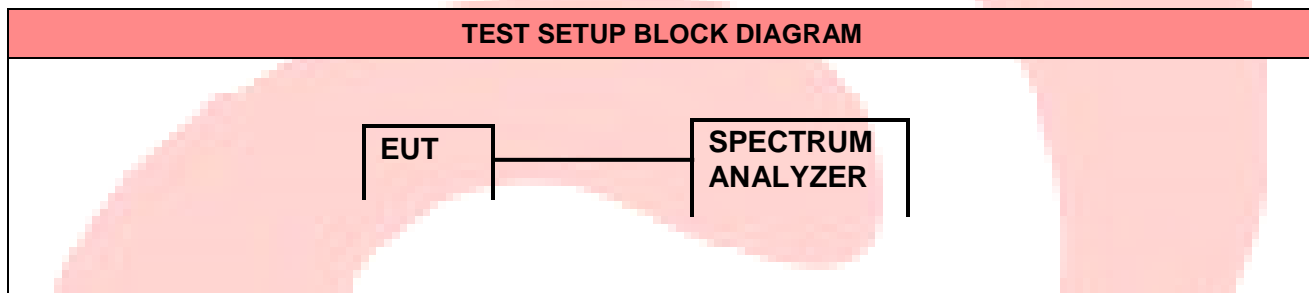 TEST SETUP BLOCK DIAGRAM
EUT
SPECTRUM
ANALYZER